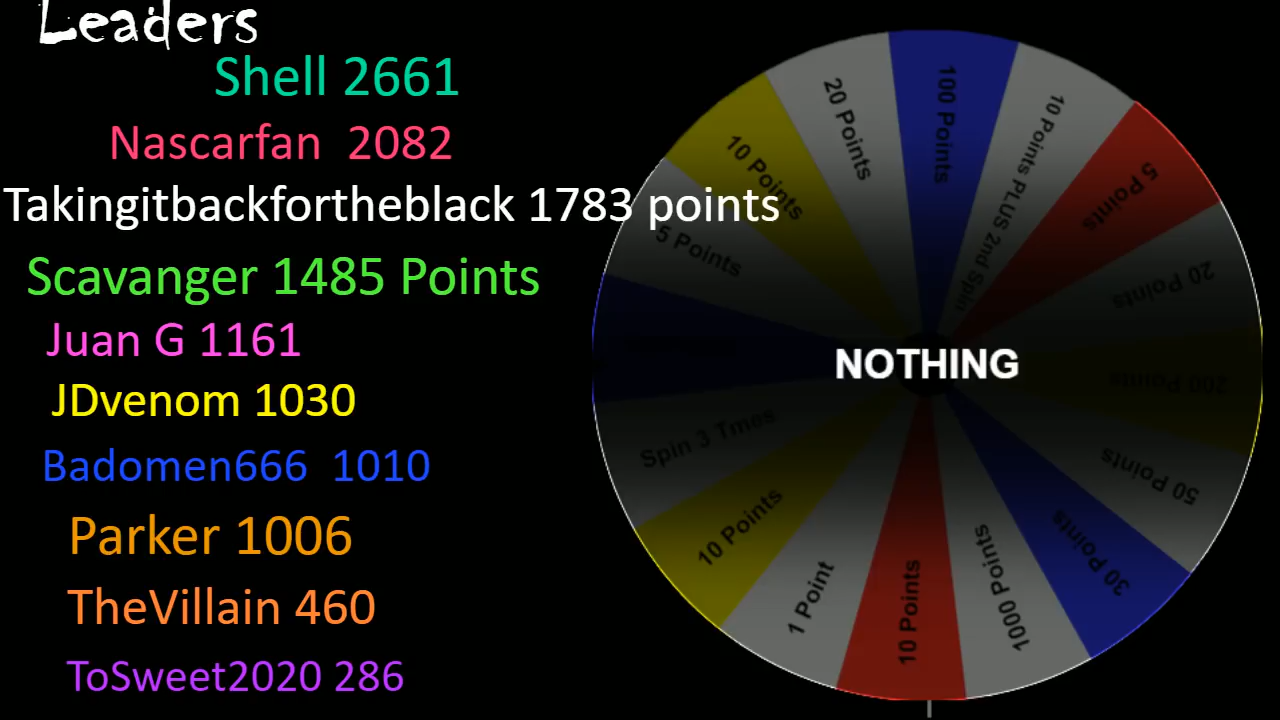 Leaders
Shell 2661
Nascarfan 2082
Takingitbackfortheblack 1783 points
Scavanger 1485 Points
Juan G 1161
JDvenom 1030
Badomen666 1010
Parker 1006
TheVillain 460
ToSweet2020 286
NOTHING
100 Points
10 Points PLUS 2nd Spin
5 Points
20 Points
200 Points
50 Points
30 Points
1000 Points
10 Points
1 Point
10 Points
Spin 3 Tmes
5 Points
10 Points
20 Points